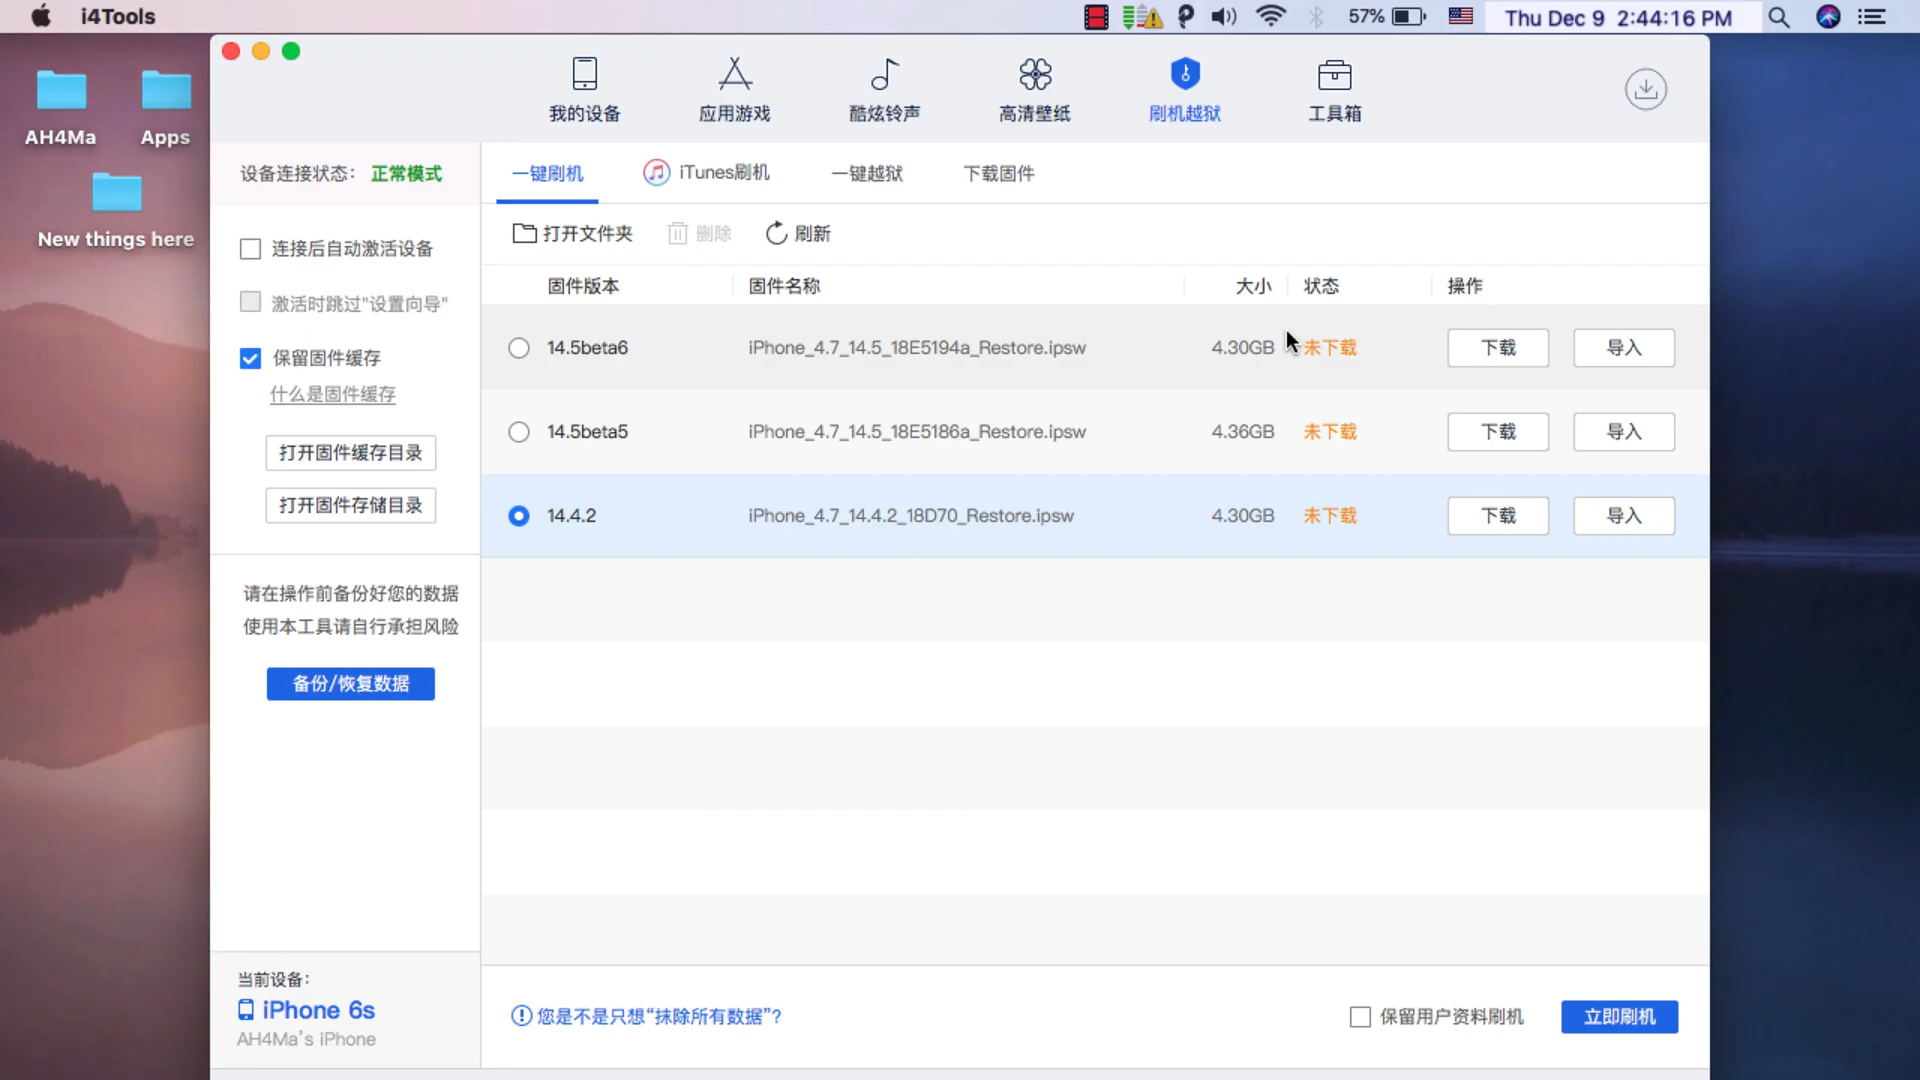 i4Tools
57%
Thu Dec 9 2:44:16 PM
AH4Ma
Apps
New things here
我的设备
应用游戏
酷炫铃声
高清壁纸
刷机越狱
工具箱
设备连接状态: 正常模式
一键刷机
iTunes刷机
一键越狱
下载固件
连接后自动激活设备
激活时跳过"设置向导"
保留固件缓存
什么是固件缓存
打开固件缓存目录
打开固件存储目录
请在操作前备份好您的数据
使用本工具请自行承担风险
备份/恢复数据
打开文件夹 删除 刷新
固件版本 固件名称 大小 状态 操作
14.5beta6 iPhone_4.7_14.5_18E5194a_Restore.ipsw 4.30GB 未下载 下载 导入
14.5beta5 iPhone_4.7_14.5_18E5186a_Restore.ipsw 4.36GB 未下载 下载 导入
14.4.2 iPhone_4.7_14.4.2_18D70_Restore.ipsw 4.30GB 未下载 下载 导入
当前设备:
iPhone 6s
AH4Ma's iPhone
您是不是只想“抹除所有数据”?
保留用户资料刷机
立即刷机